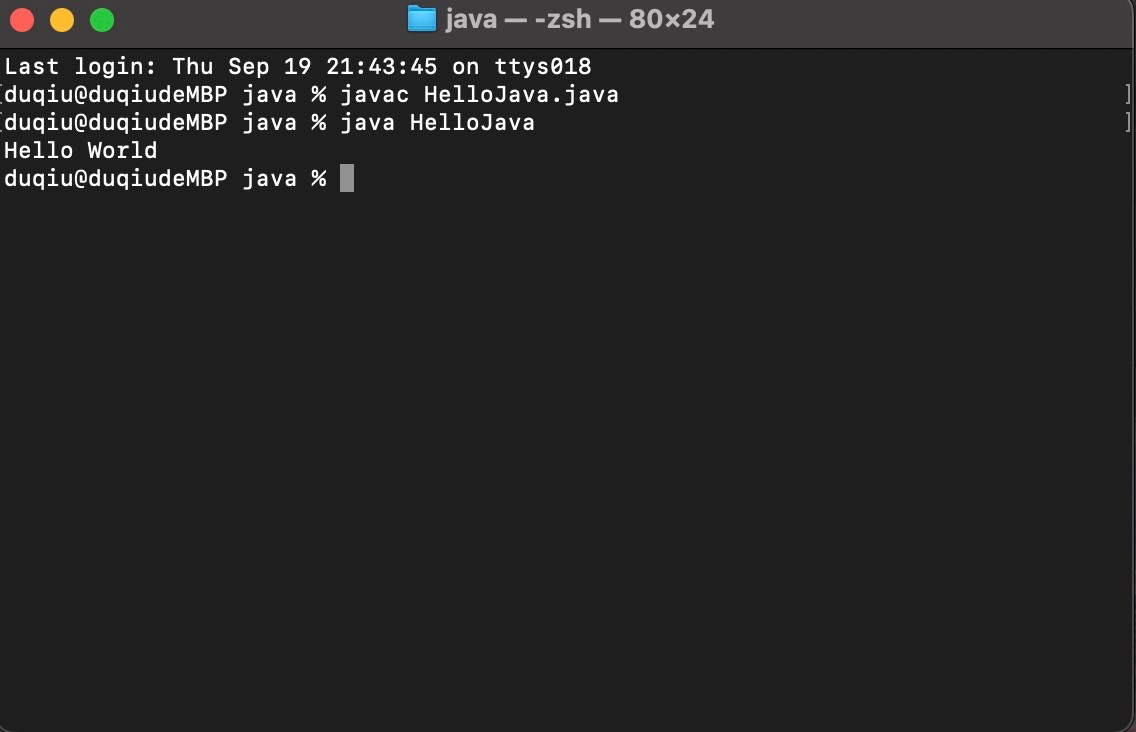 java — -zsh — 80×24
Last login: Thu Sep 19 21:43:45 on ttys018
[duqiu@duqiudeMBP java % javac HelloJava.java ]
[duqiu@duqiudeMBP java % java HelloJava ]
Hello World
duqiu@duqiudeMBP java %